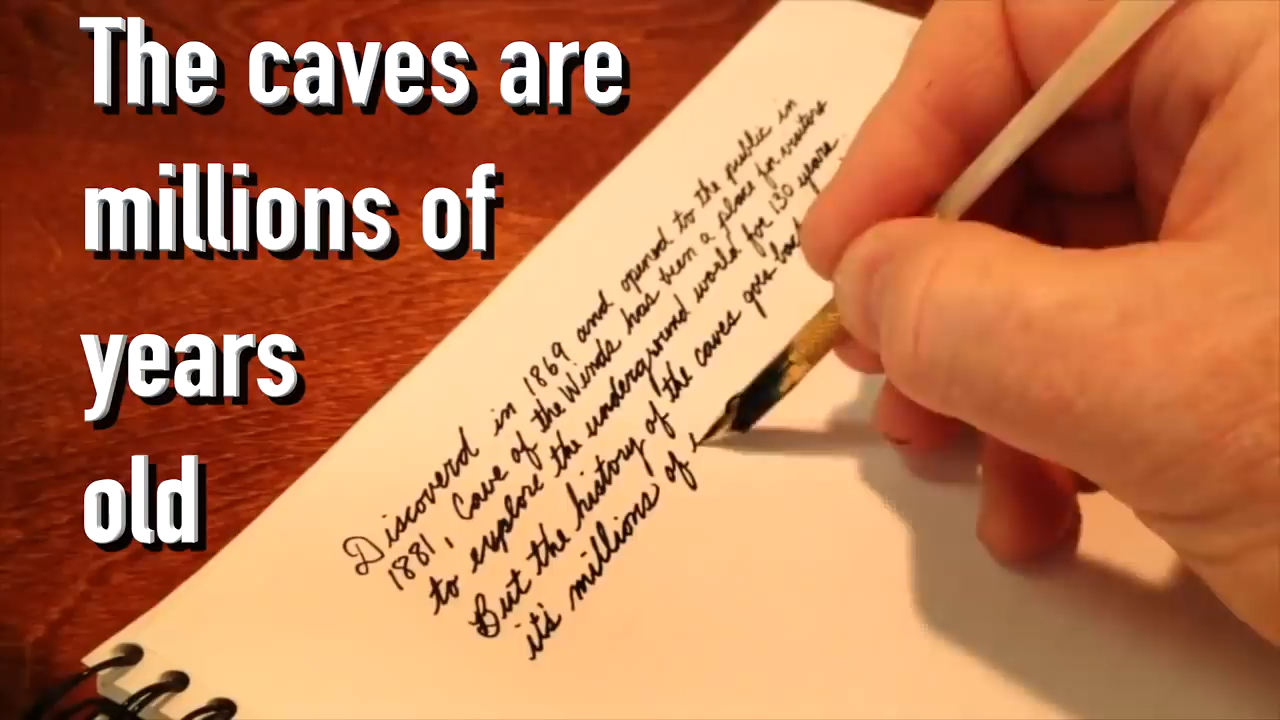 The caves are
millions of
years
old
Discoverd in 1869 and opened to the public in
1881, Cave of the Winds has been a place for visitors
to explore the underground world for 130 years.
But the history of the caves goes back
it's millions of